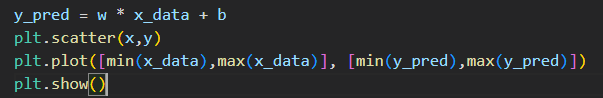 y_pred = w * x_data + b
plt.scatter(x,y)
plt.plot([min(x_data),max(x_data)], [min(y_pred),max(y_pred)])
plt.show()